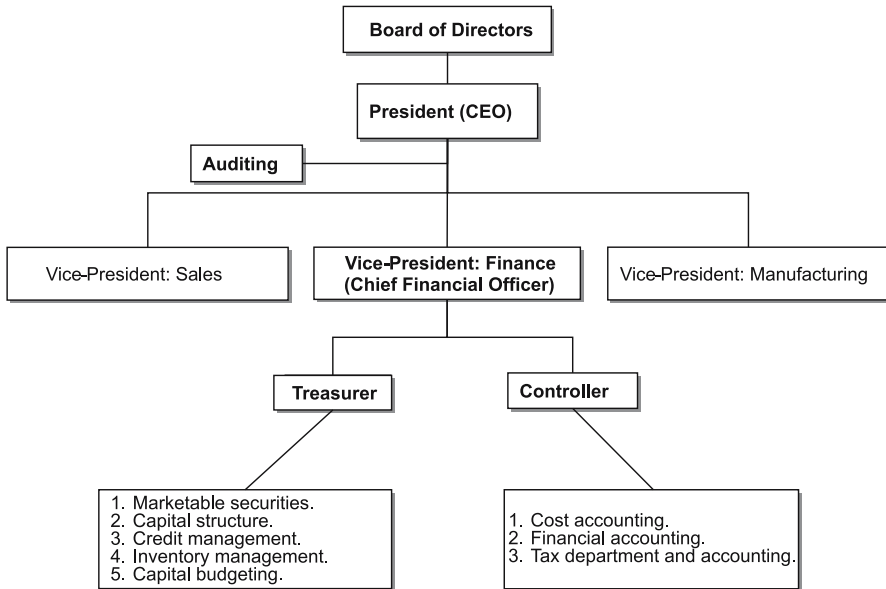 Board of Directors
President (CEO)
Auditing
Vice-President: Sales
Vice-President: Finance
(Chief Financial Officer)
Vice-President: Manufacturing
Treasurer
Controller
1. Marketable securities.
2. Capital structure.
3. Credit management.
4. Inventory management.
5. Capital budgeting.
1. Cost accounting.
2. Financial accounting.
3. Tax department and accounting.